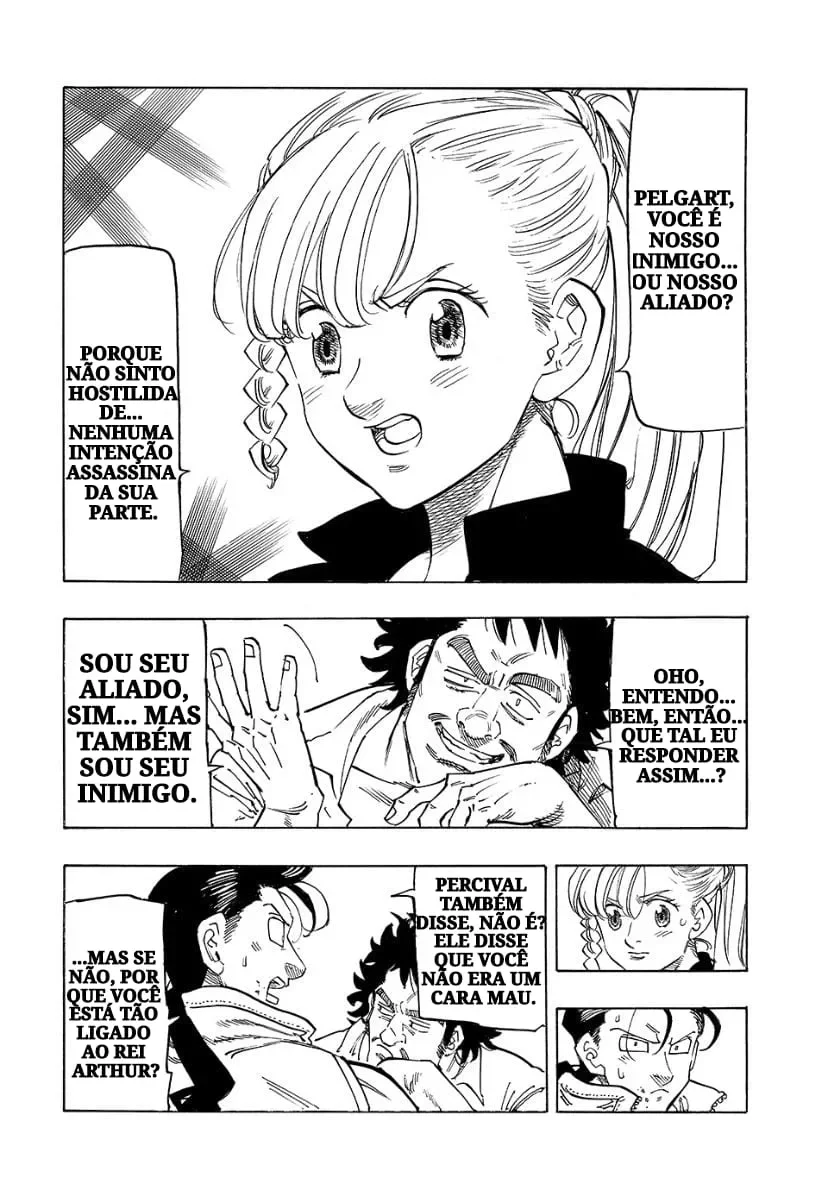 PELGART,
VOCÊ É
NOSSO
INIMIGO...
OU NOSSO
ALIADO?
PORQUE
NÃO SINTO
HOSTILIDA
DE...
NENHUMA
INTENÇÃO
ASSASSINA
DA SUA
PARTE.
OHO,
ENTENDO...
BEM, ENTÃO...
QUE TAL EU
RESPONDER
ASSIM...?
SOU SEU
ALIADO,
SIM... MAS
TAMBÉM
SOU SEU
INIMIGO.
PERCIVAL
TAMBÉM
DISSE, NÃO É?
ELE DISSE
QUE VOCÊ
NÃO ERA UM
CARA MAU.
...MAS SE
NÃO, POR
QUE VOCÊ
ESTÁ TÃO
LIGADO
AO REI
ARTHUR?